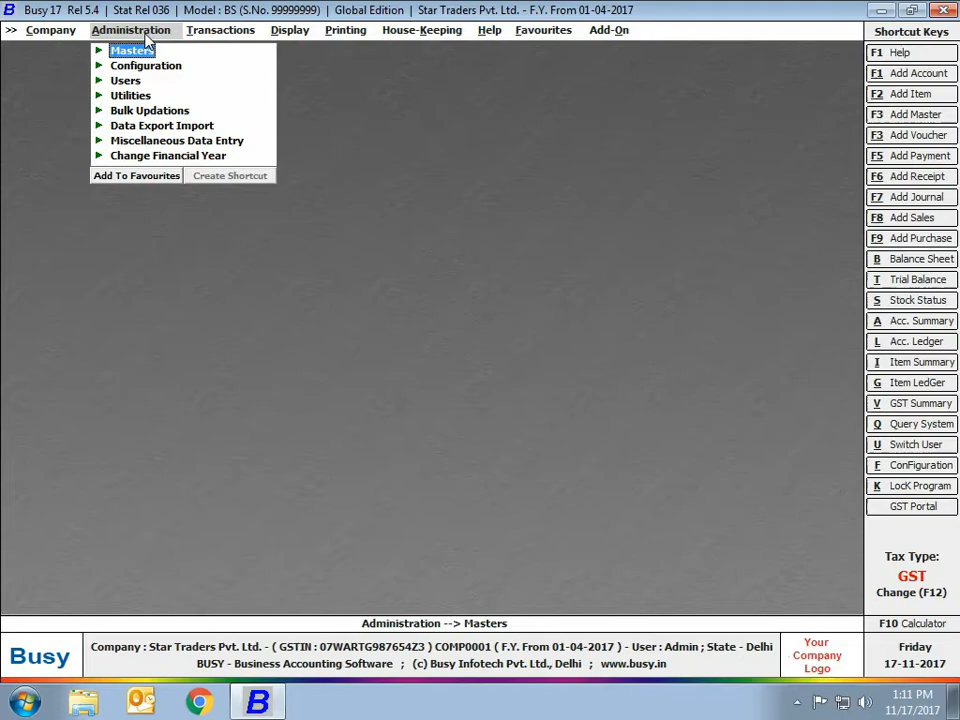 B Busy 17 Rel 5.4 | Stat Rel 036 | Model : BS (S.No. 99999999) | Global Edition | Star Traders Pvt. Ltd. - F.Y. From 01-04-2017
>> Company Administration Transactions Display Printing House-Keeping Help Favourites Add-On
Masters
Configuration
Users
Utilities
Bulk Updations
Data Export Import
Miscellaneous Data Entry
Change Financial Year
Add To Favourites Create Shortcut
Shortcut Keys
F1 Help
F1 Add Account
F2 Add Item
F3 Add Master
F3 Add Voucher
F5 Add Payment
F6 Add Receipt
F7 Add Journal
F8 Add Sales
F9 Add Purchase
B Balance Sheet
T Trial Balance
S Stock Status
A Acc. Summary
L Acc. Ledger
I Item Summary
G Item LedGer
V GST Summary
Q Query System
U Switch User
F ConFiguration
K LocK Program
GST Portal
Tax Type:
GST
Change (F12)
Administration --> Masters
F10 Calculator
Busy
Company : Star Traders Pvt. Ltd. - ( GSTIN : 07WARTG987654Z3 ) COMP0001 ( F.Y. From 01-04-2017 ) - User : Admin ; State - Delhi
BUSY - Business Accounting Software ; (c) Busy Infotech Pvt. Ltd., Delhi ; www.busy.in
Your
Company
Logo
Friday
17-11-2017
B
1:11 PM
11/17/2017